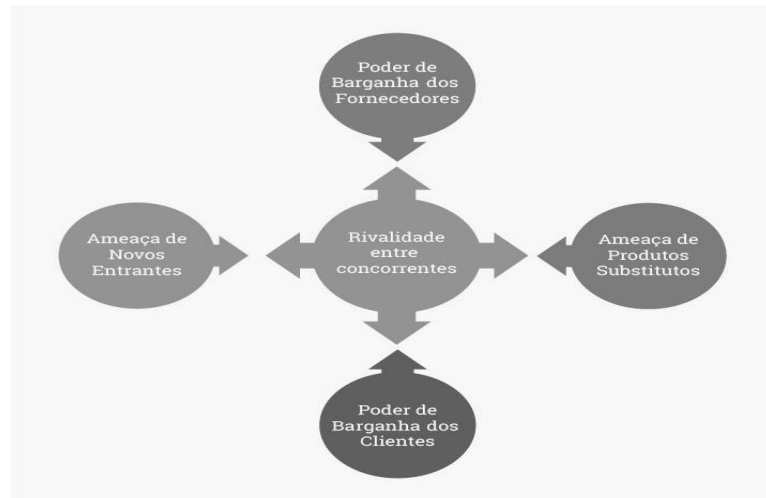 Poder de
Barganha dos
Fornecedores
Ameaça de
Novos
Entrantes
Rivalidade
entre
concorrentes
Ameaça de
Produtos
Substitutos
Poder de
Barganha dos
Clientes